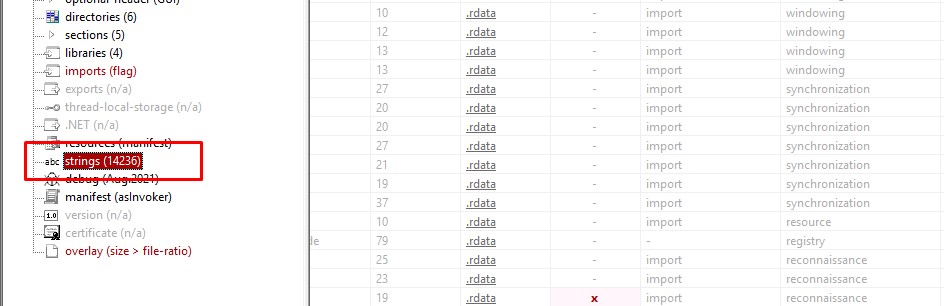 optional-header (GUI)
directories (6)
sections (5)
libraries (4)
imports (flag)
exports (n/a)
thread-local-storage (n/a)
.NET (n/a)
resources (manifest)
abc strings (14236)
debug (Aug.2021)
manifest (asInvoker)
1.0 version (n/a)
certificate (n/a)
overlay (size > file-ratio)
10 .rdata - import windowing
12 .rdata - import windowing
13 .rdata - import windowing
13 .rdata - import windowing
27 .rdata - import synchronization
20 .rdata - import synchronization
20 .rdata - import synchronization
27 .rdata - import synchronization
21 .rdata - import synchronization
19 .rdata - import synchronization
37 .rdata - import synchronization
10 .rdata - import resource
de 79 .rdata - - registry
25 .rdata - import reconnaissance
23 .rdata - import reconnaissance
19 .rdata x import reconnaissance